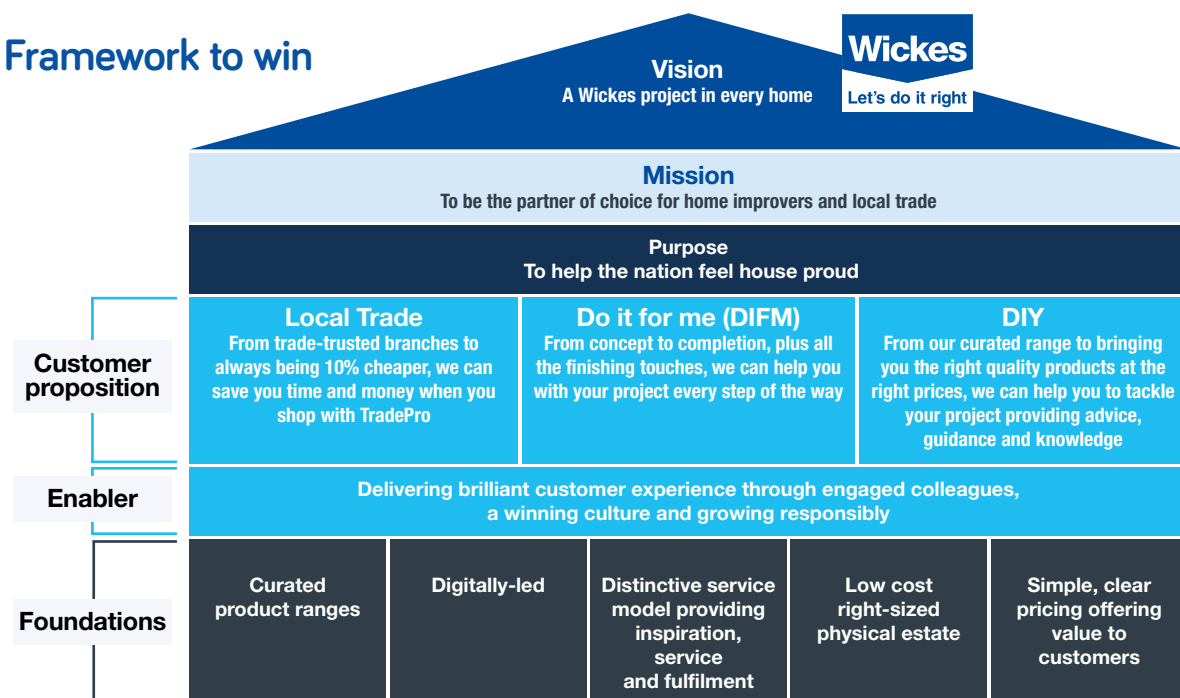 Framework to win
Wickes
Let's do it right
Vision
A Wickes project in every home
Mission
To be the partner of choice for home improvers and local trade
Purpose
To help the nation feel house proud
Customer
proposition
Local Trade
From trade-trusted branches to
always being 10% cheaper, we can
save you time and money when you
shop with TradePro
Do it for me (DIFM)
From concept to completion, plus all
the finishing touches, we can help you
with your project every step of the way
DIY
From our curated range to bringing
you the right quality products at the
right prices, we can help you to tackle
your project providing advice,
guidance and knowledge
Enabler
Delivering brilliant customer experience through engaged colleagues,
a winning culture and growing responsibly
Foundations
Curated
product ranges
Digitally-led
Distinctive service
model providing
inspiration,
service
and fulfilment
Low cost
right-sized
physical estate
Simple, clear
pricing offering
value to
customers